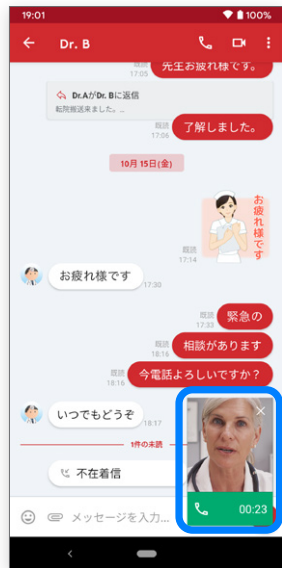 19:01
100%
Dr. B
既読
17:05
先生お疲れ様です。
Dr.AがDr. Bに返信
転院搬送来ました。...
既読
17:06
了解しました。
10月 15日(金)
お疲れ様です
既読
17:14
お疲れ様です
17:30
既読
17:33
緊急の
既読
18:16
相談があります
既読
18:16
今電話よろしいですか？
いつでもどうぞ
18:17
1件の未読
不在着信
00:23
メッセージを入力...